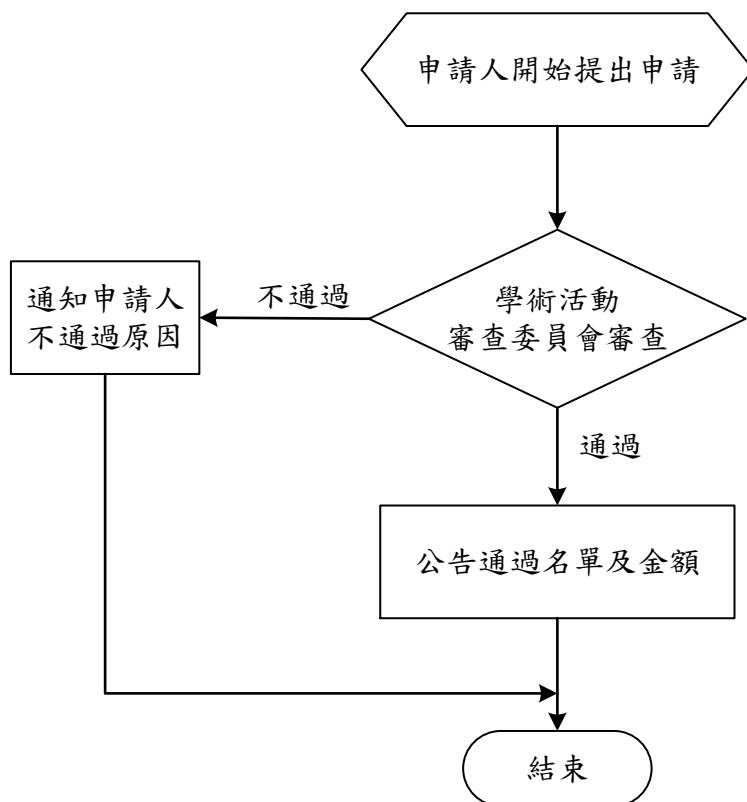 申請人開始提出申請
學術活動
審查委員會審查
不通過
通知申請人
不通過原因
通過
公告通過名單及金額
結束